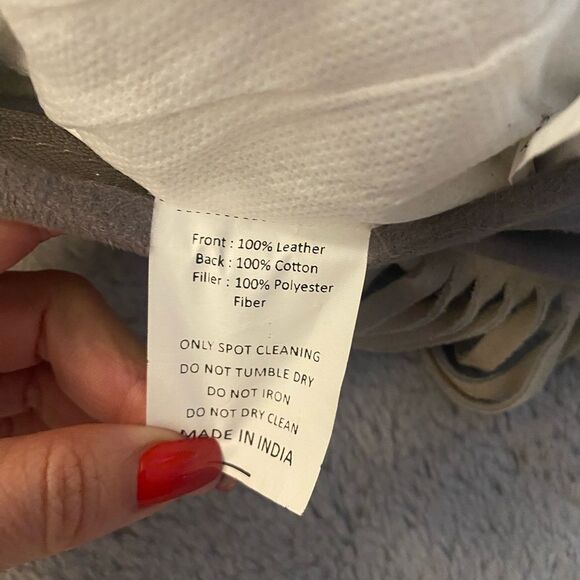 Front : 100% Leather
Back : 100% Cotton
Filler : 100% Polyester
Fiber
ONLY SPOT CLEANING
DO NOT TUMBLE DRY
DO NOT IRON
DO NOT DRY CLEAN
MADE IN INDIA